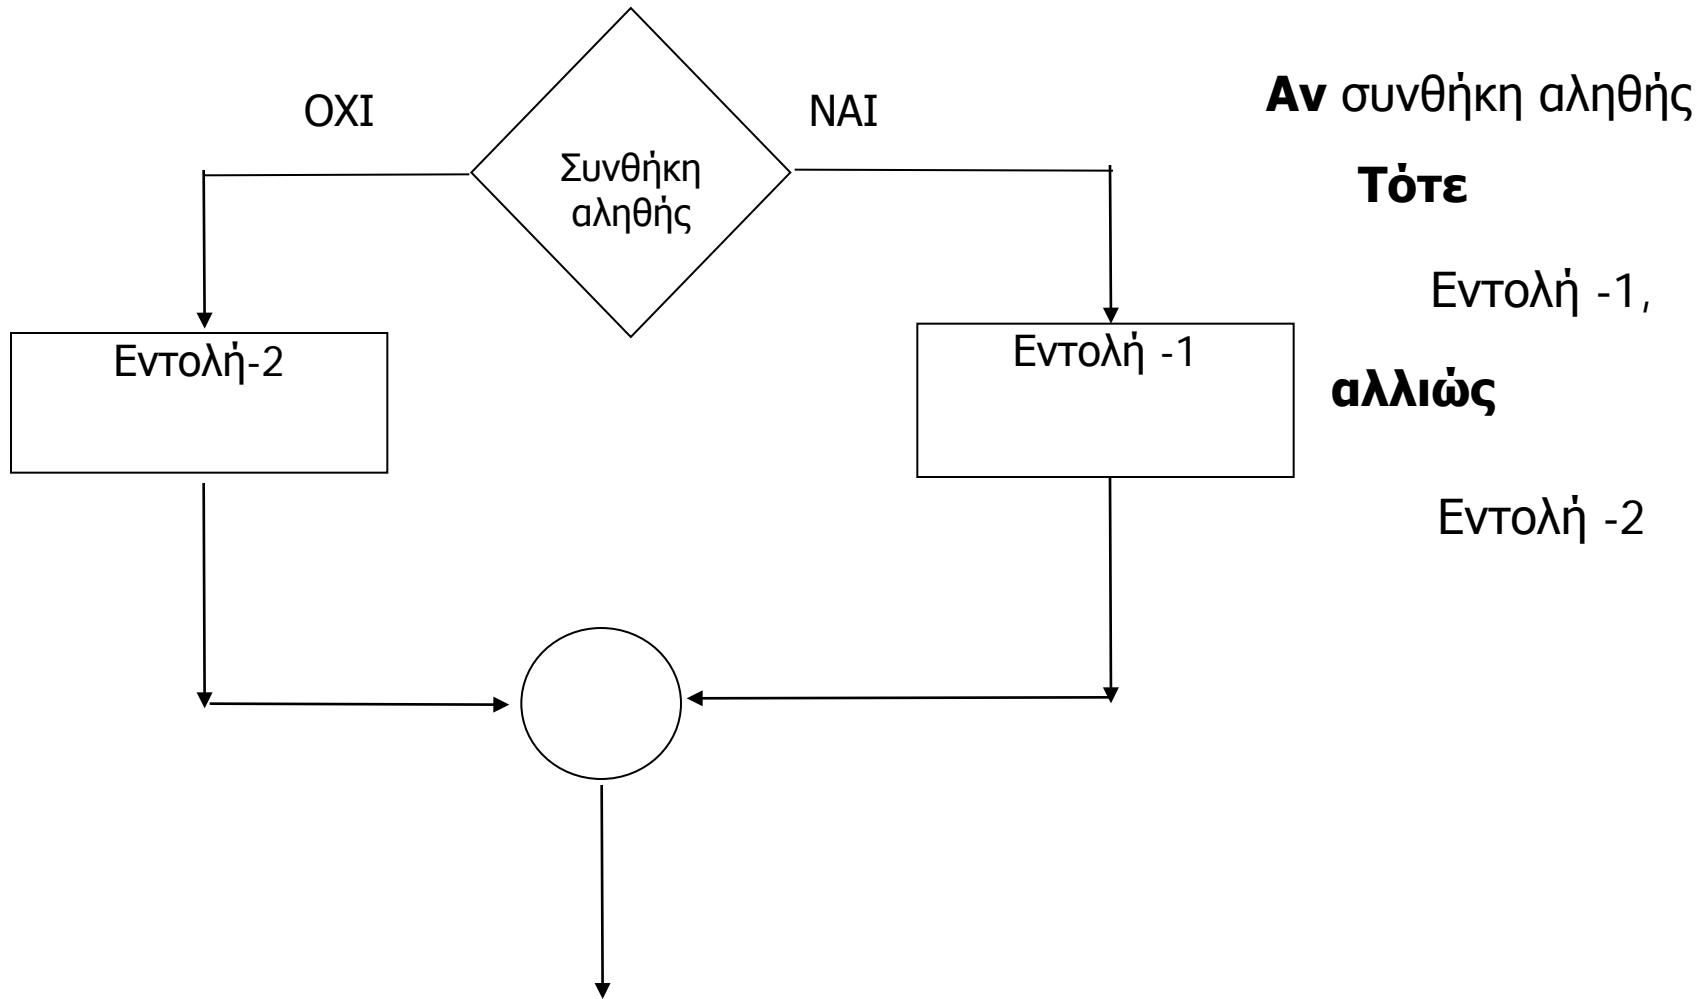 ΟΧΙ
ΝΑΙ
Συνθήκη
αληθής
Εντολή-2
Εντολή -1
Αν συνθήκη αληθής
Τότε
Εντολή -1,
αλλιώς
Εντολή -2